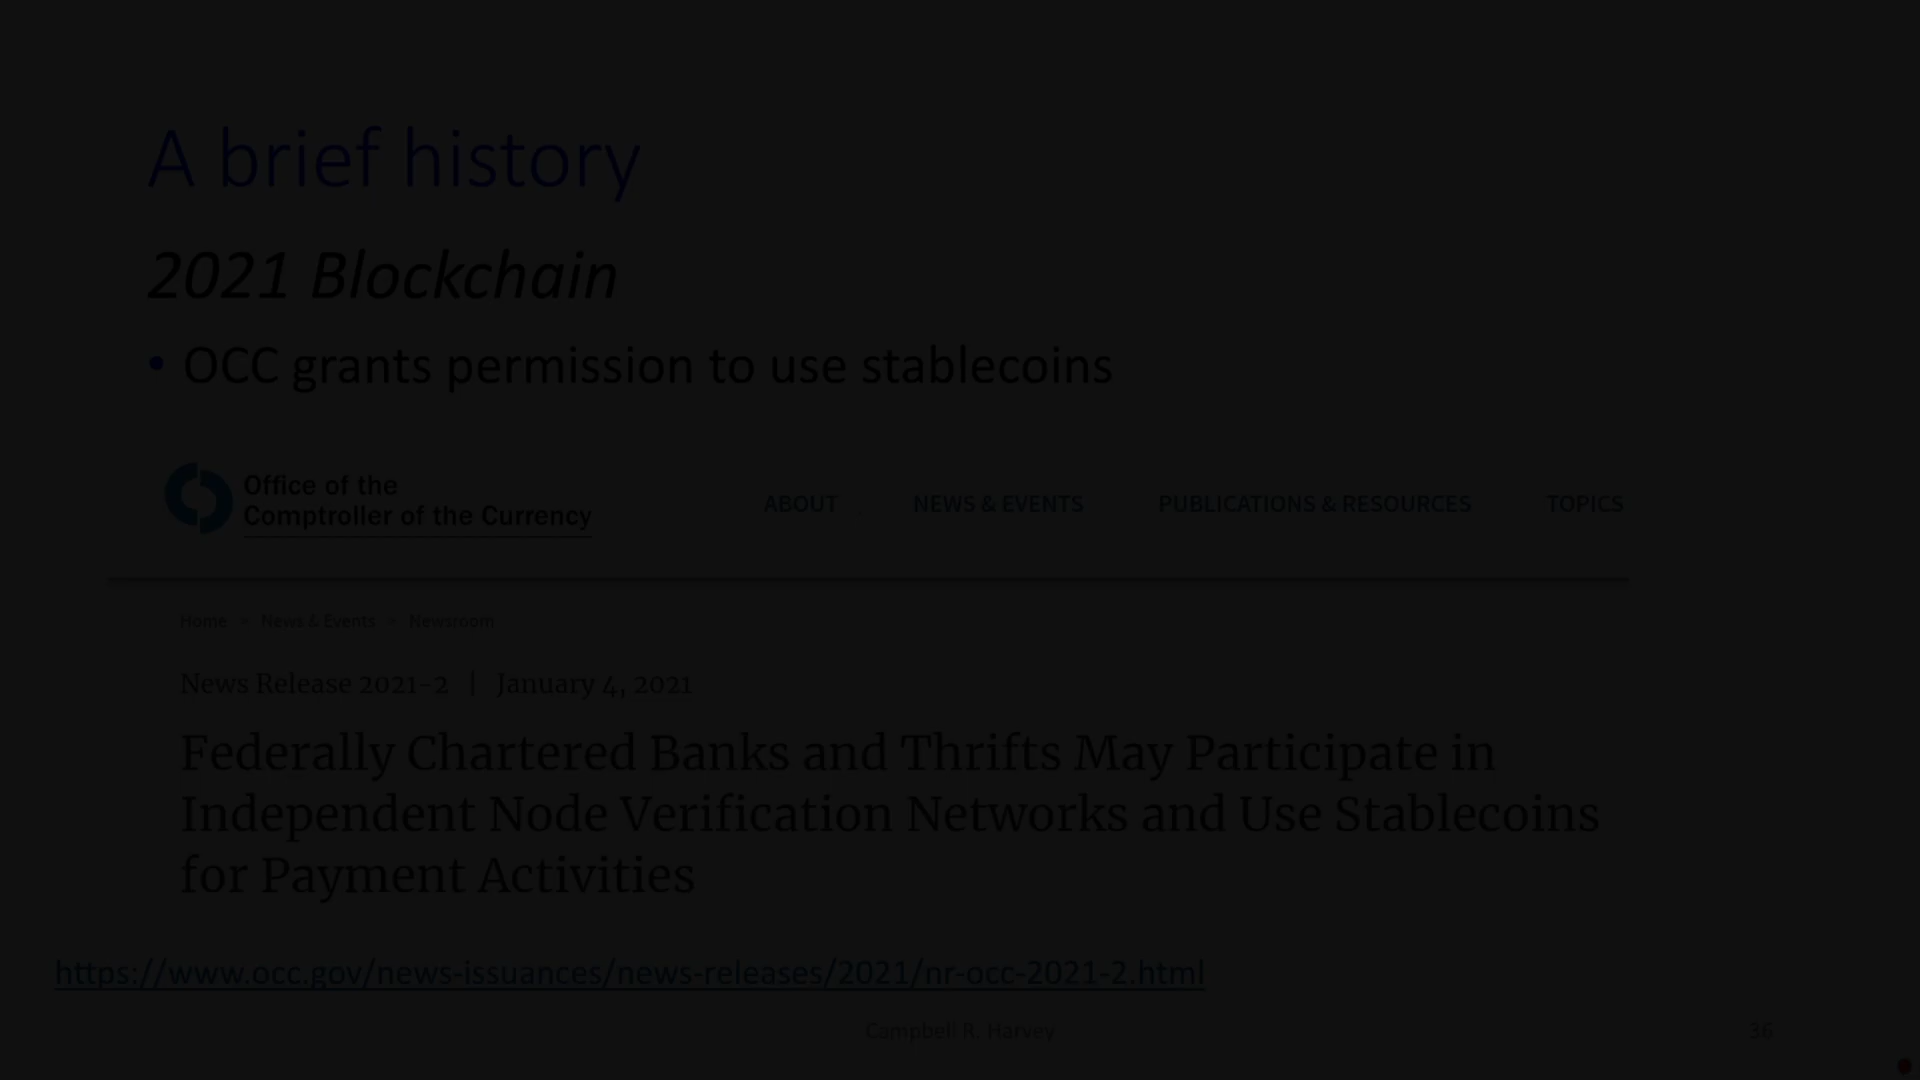 A brief history
2021 Blockchain
• OCC grants permission to use stablecoins
Office of the
Comptroller of the Currency
ABOUT NEWS & EVENTS PUBLICATIONS & RESOURCES TOPICS
Home > News & Events > Newsroom
News Release 2021-2 | January 4, 2021
Federally Chartered Banks and Thrifts May Participate in
Independent Node Verification Networks and Use Stablecoins
for Payment Activities
https://www.occ.gov/news-issuances/news-releases/2021/nr-occ-2021-2.html
Campbell R. Harvey 36